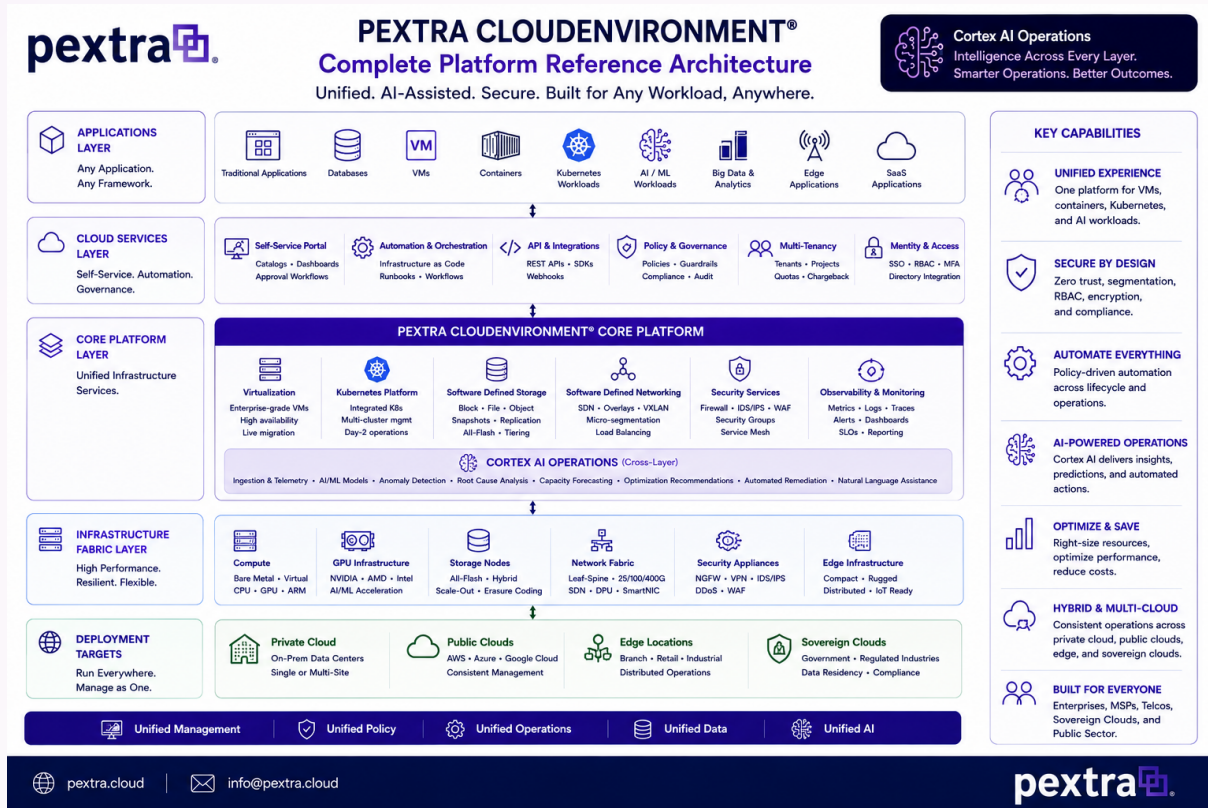 pextra®
PEXTRA CLOUDENVIRONMENT®
Complete Platform Reference Architecture
Unified. AI-Assisted. Secure. Built for Any Workload, Anywhere.
Cortex AI Operations
Intelligence Across Every Layer.
Smarter Operations. Better Outcomes.
APPLICATIONS
LAYER
Any Application.
Any Framework.
Traditional Applications
Databases
VM
VMs
Containers
Kubernetes
Workloads
AI / ML
Workloads
Big Data &
Analytics
Edge
Applications
SaaS
Applications
CLOUD SERVICES
LAYER
Self-Service. Automation.
Governance.
Self-Service Portal
Catalogs • Dashboards
Approval Workflows
Automation & Orchestration
Infrastructure as Code
Runbooks • Workflows
API & Integrations
REST APIs • SDKs
Webhooks
Policy & Governance
Policies • Guardrails
Compliance • Audit
Multi-Tenancy
Tenants • Projects
Quotas • Chargeback
Mentity & Access
SSO • RBAC • MFA
Directory Integration
CORE PLATFORM
LAYER
Unified Infrastructure
Services.
PEXTRA CLOUDENVIRONMENT® CORE PLATFORM
Virtualization
Enterprise-grade VMs
High availability
Live migration
Kubernetes Platform
Integrated K8s
Multi-cluster mgmt
Day-2 operations
Software Defined Storage
Block • File • Object
Snapshots • Replication
All-Flash • Tiering
Software Defined Networking
SDN • Overlays • VXLAN
Micro-segmentation
Load Balancing
Security Services
Firewall • IDS/IPS • WAF
Security Groups
Service Mesh
Observability & Monitoring
Metrics • Logs • Traces
Alerts • Dashboards
SLOs • Reporting
CORTEX AI OPERATIONS (Cross-Layer)
Ingestion & Telemetry • AI/ML Models • Anomaly Detection • Root Cause Analysis • Capacity Forecasting • Optimization Recommendations • Automated Remediation • Natural Language Assistance
INFRASTRUCTURE
FABRIC LAYER
High Performance.
Resilient. Flexible.
Compute
Bare Metal • Virtual
CPU • GPU • ARM
GPU Infrastructure
NVIDIA • AMD • Intel
AI/ML Acceleration
Storage Nodes
All-Flash • Hybrid
Scale-Out • Erasure Coding
Network Fabric
Leaf-Spine • 25/100/400G
SDN • DPU • SmartNIC
Security Appliances
NGFW • VPN • IDS/IPS
DDoS • WAF
Edge Infrastructure
Compact • Rugged
Distributed • IoT Ready
DEPLOYMENT
TARGETS
Run Everywhere.
Manage as One.
Private Cloud
On-Prem Data Centers
Single or Multi-Site
Public Clouds
AWS • Azure • Google Cloud
Consistent Management
Edge Locations
Branch • Retail • Industrial
Distributed Operations
Sovereign Clouds
Government • Regulated Industries
Data Residency • Compliance
Unified Management
Unified Policy
Unified Operations
Unified Data
Unified AI
KEY CAPABILITIES
UNIFIED EXPERIENCE
One platform for VMs,
containers, Kubernetes,
and AI workloads.
SECURE BY DESIGN
Zero trust, segmentation,
RBAC, encryption,
and compliance.
AUTOMATE EVERYTHING
Policy-driven automation
across lifecycle and
operations.
AI-POWERED OPERATIONS
Cortex AI delivers insights,
predictions, and automated
actions.
OPTIMIZE & SAVE
Right-size resources,
optimize performance,
reduce costs.
HYBRID & MULTI-CLOUD
Consistent operations across
private cloud, public clouds,
edge, and sovereign clouds.
BUILT FOR EVERYONE
Enterprises, MSPs, Telcos,
Sovereign Clouds, and
Public Sector.
pextra.cloud
info@pextra.cloud
pextra®